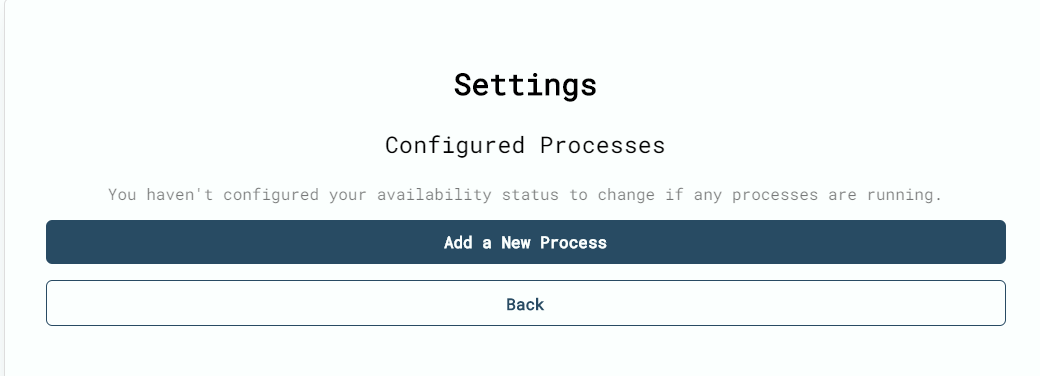 Settings
Configured Processes
You haven't configured your availability status to change if any processes are running.
Add a New Process
Back